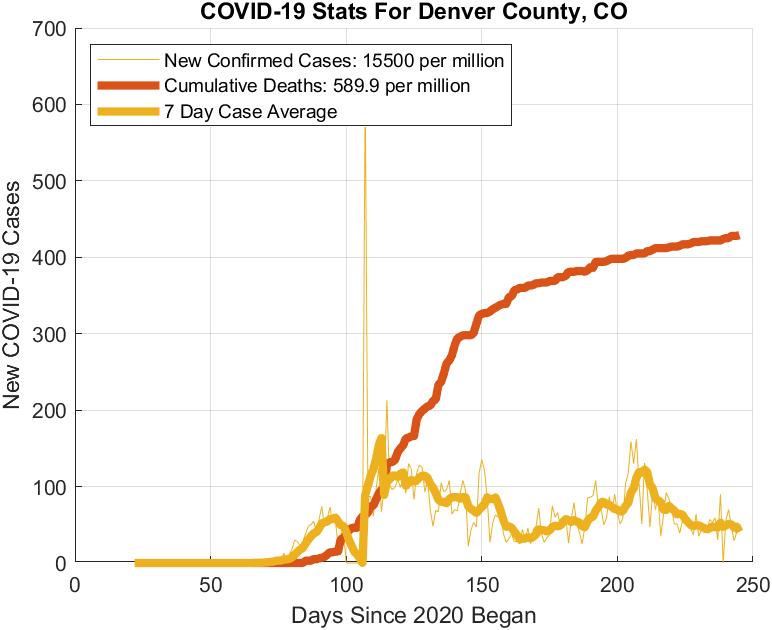 COVID-19 Stats For Denver County, CO
700
600
500
400
300
200
100
0
New COVID-19 Cases
New Confirmed Cases: 15500 per million
Cumulative Deaths: 589.9 per million
7 Day Case Average
0 50 100 150 200 250
Days Since 2020 Began